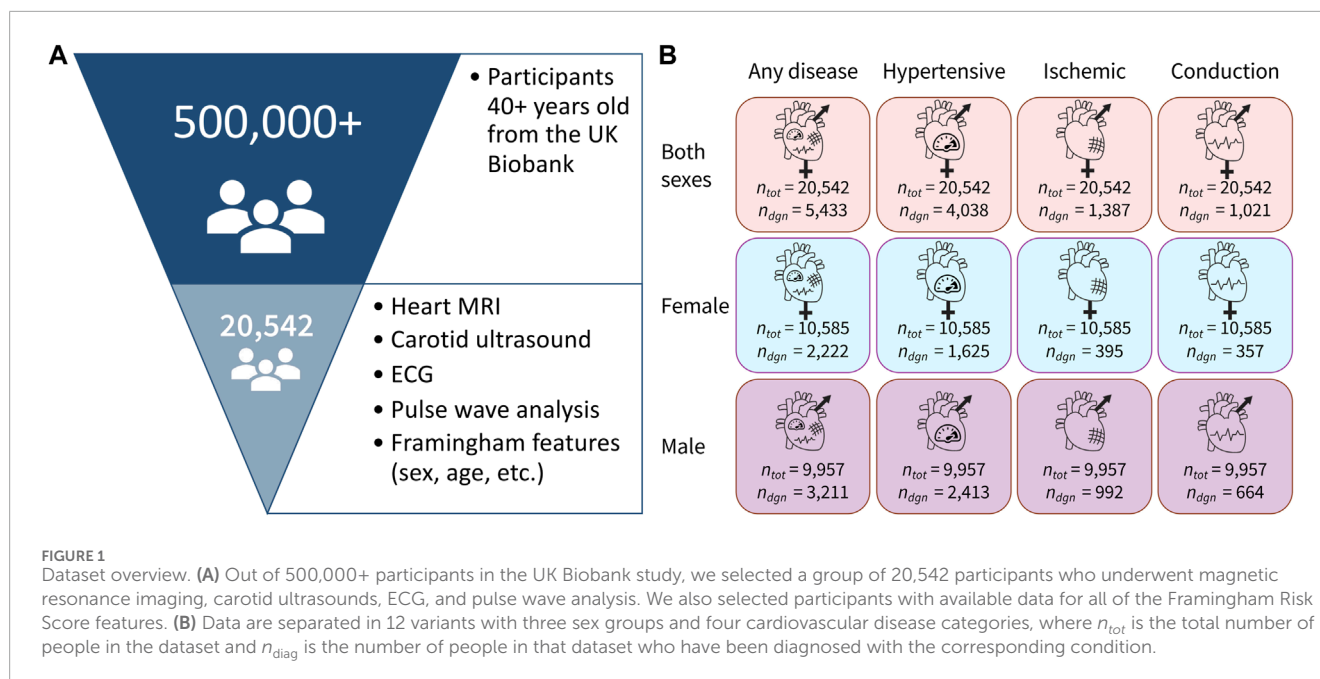 A
500,000+
• Participants
40+ years old
from the UK
Biobank
20,542
• Heart MRI
• Carotid ultrasound
• ECG
• Pulse wave analysis
• Framingham features
(sex, age, etc.)
B
Any disease Hypertensive Ischemic Conduction
Both
sexes
n_tot = 20,542 n_tot = 20,542 n_tot = 20,542 n_tot = 20,542
n_dgn = 5,433 n_dgn = 4,038 n_dgn = 1,387 n_dgn = 1,021
Female
n_tot = 10,585 n_tot = 10,585 n_tot = 10,585 n_tot = 10,585
n_dgn = 2,222 n_dgn = 1,625 n_dgn = 395 n_dgn = 357
Male
n_tot = 9,957 n_tot = 9,957 n_tot = 9,957 n_tot = 9,957
n_dgn = 3,211 n_dgn = 2,413 n_dgn = 992 n_dgn = 664
FIGURE 1
Dataset overview. (A) Out of 500,000+ participants in the UK Biobank study, we selected a group of 20,542 participants who underwent magnetic
resonance imaging, carotid ultrasounds, ECG, and pulse wave analysis. We also selected participants with available data for all of the Framingham Risk
Score features. (B) Data are separated in 12 variants with three sex groups and four cardiovascular disease categories, where n_tot is the total number of
people in the dataset and n_diag is the number of people in that dataset who have been diagnosed with the corresponding condition.